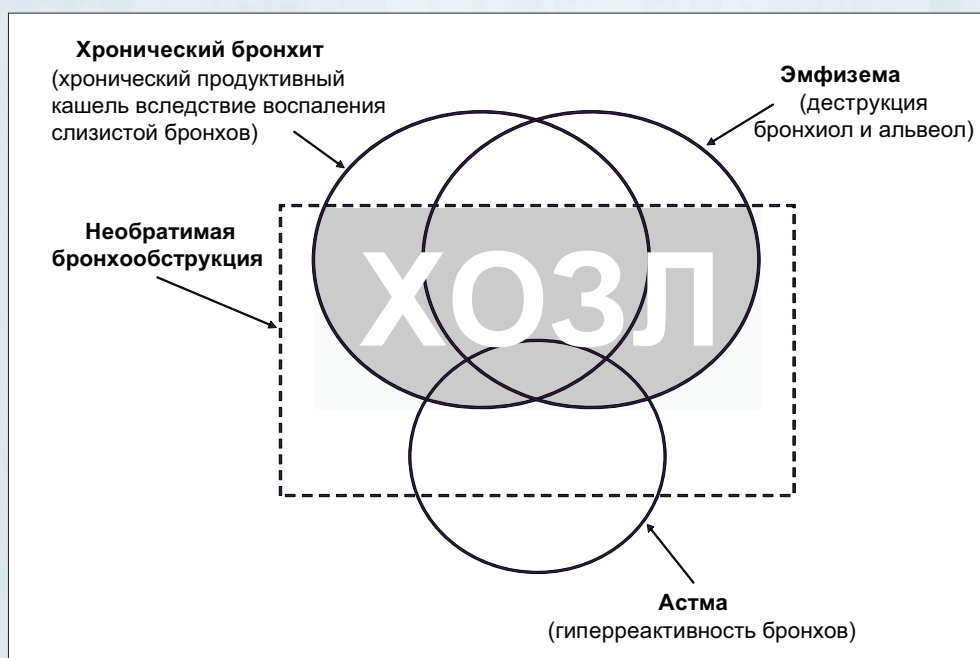 Хронический бронхит
(хронический продуктивный
кашель вследствие воспаления
слизистой бронхов)
Эмфизема
(деструкция
бронхиол и альвеол)
Необратимая
бронхообструкция
ХОЗЛ
Астма
(гиперреактивность бронхов)